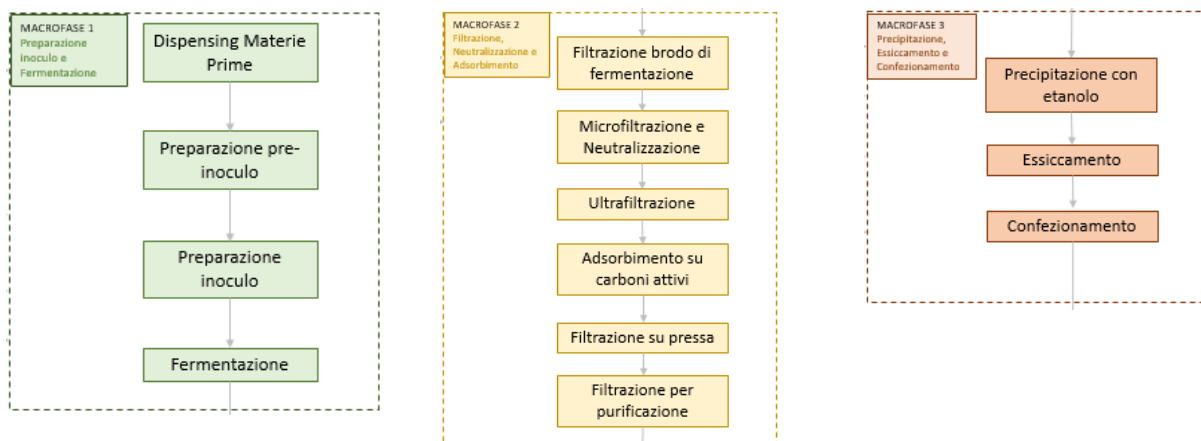 MACROFASE 1
Preparazione
inoculo e
Fermentazione
Dispensing Materie
Prime
Preparazione pre-
inoculo
Preparazione
inoculo
Fermentazione
MACROFASE 2
Filtrazione,
Neutralizzazione e
Adsorbimento
Filtrazione brodo di
fermentazione
Microfiltrazione e
Neutralizzazione
Ultrafiltrazione
Adsorbimento su
carboni attivi
Filtrazione su pressa
Filtrazione per
purificazione
MACROFASE 3
Precipitazione,
Essiccamento e
Confezionamento
Precipitazione con
etanolo
Essiccamento
Confezionamento